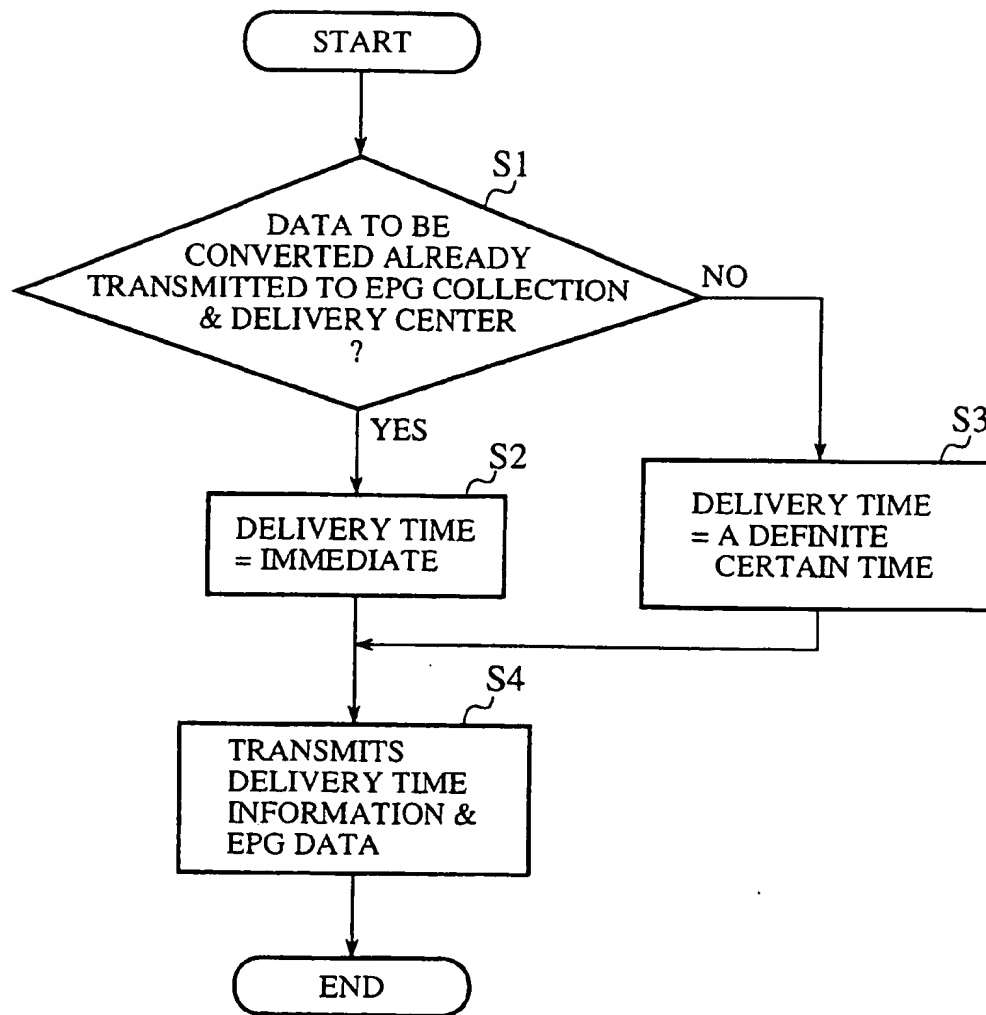 START
S1
DATA TO BE
CONVERTED ALREADY
TRANSMITTED TO EPG COLLECTION
& DELIVERY CENTER
?
NO
YES
S2
DELIVERY TIME
= IMMEDIATE
S3
DELIVERY TIME
= A DEFINITE
CERTAIN TIME
S4
TRANSMITS
DELIVERY TIME
INFORMATION &
EPG DATA
END